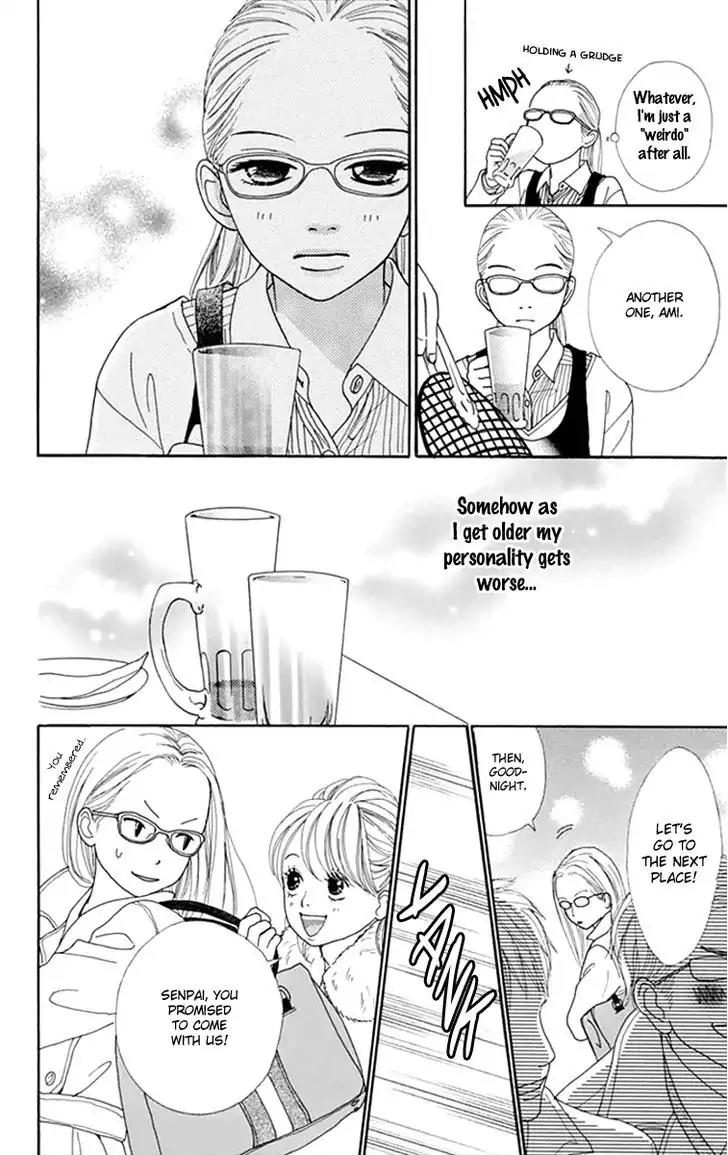 HOLDING A GRUDGE
HMPH
Whatever,
I'm just a
"weirdo"
after all.
ANOTHER
ONE, AMI.
Somehow as
I get older my
personality gets
worse...
THEN,
GOOD-
NIGHT.
LET'S
GO TO
THE NEXT
PLACE!
YANK
You
remembered...
SENPAI, YOU
PROMISED
TO COME
WITH US!